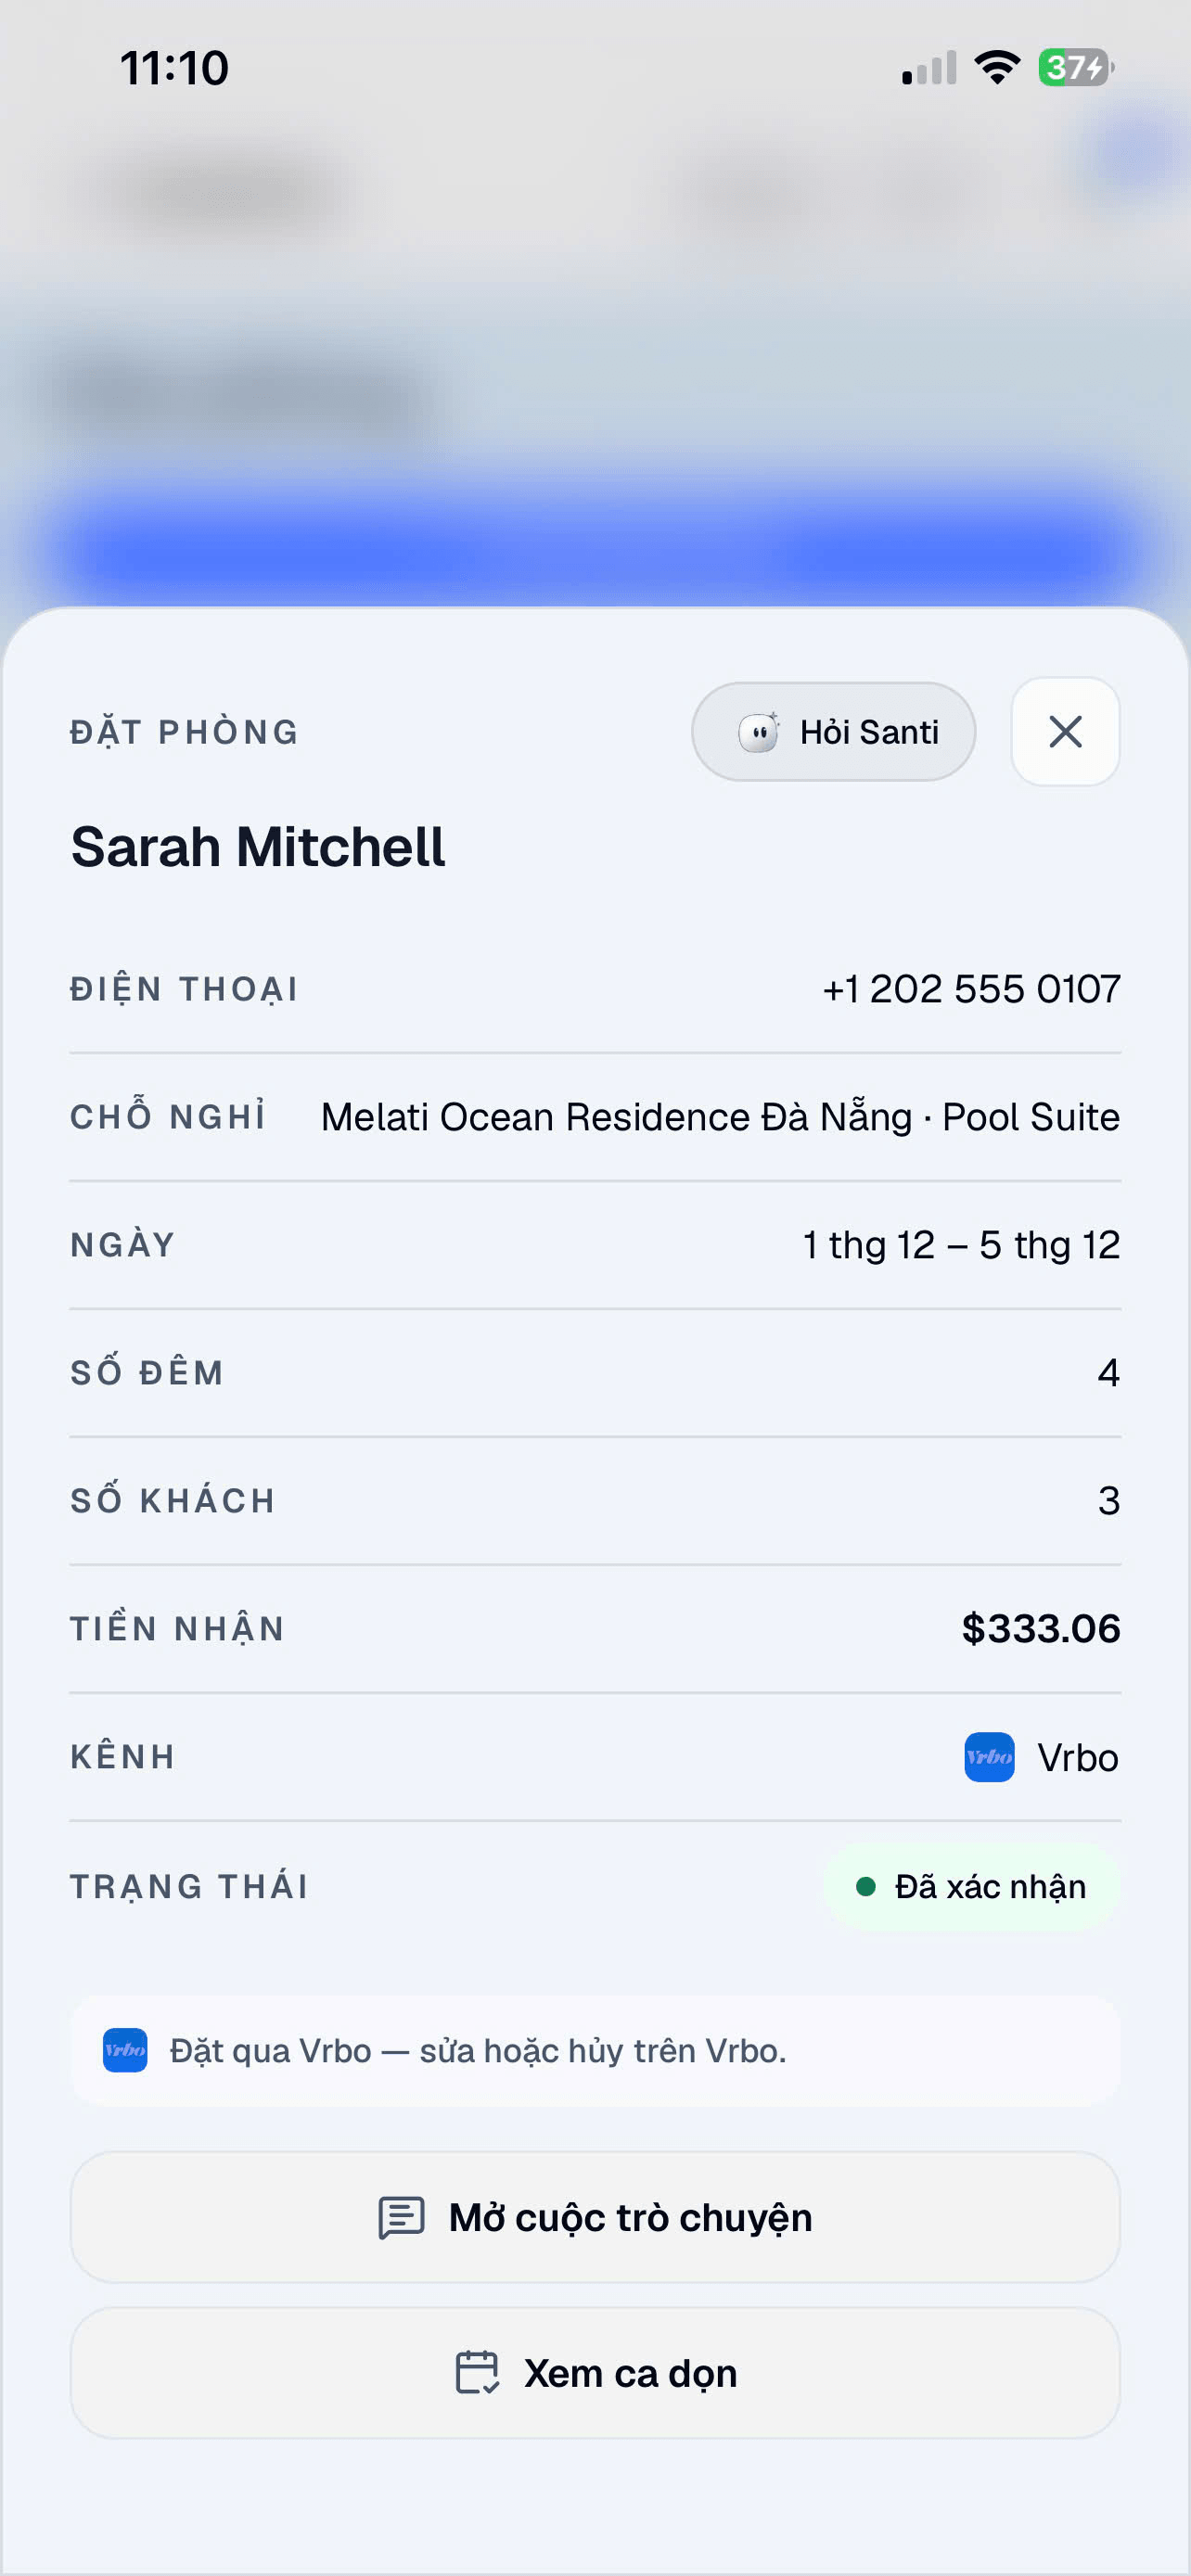 11:10
37
ĐẶT PHÒNG
Hỏi Santi
Sarah Mitchell
ĐIỆN THOẠI +1 202 555 0107
CHỖ NGHỈ Melati Ocean Residence Đà Nẵng · Pool Suite
NGÀY 1 thg 12 – 5 thg 12
SỐ ĐÊM 4
SỐ KHÁCH 3
TIỀN NHẬN $333.06
KÊNH Vrbo Vrbo
TRẠNG THÁI Đã xác nhận
Vrbo Đặt qua Vrbo — sửa hoặc hủy trên Vrbo.
Mở cuộc trò chuyện
Xem ca dọn